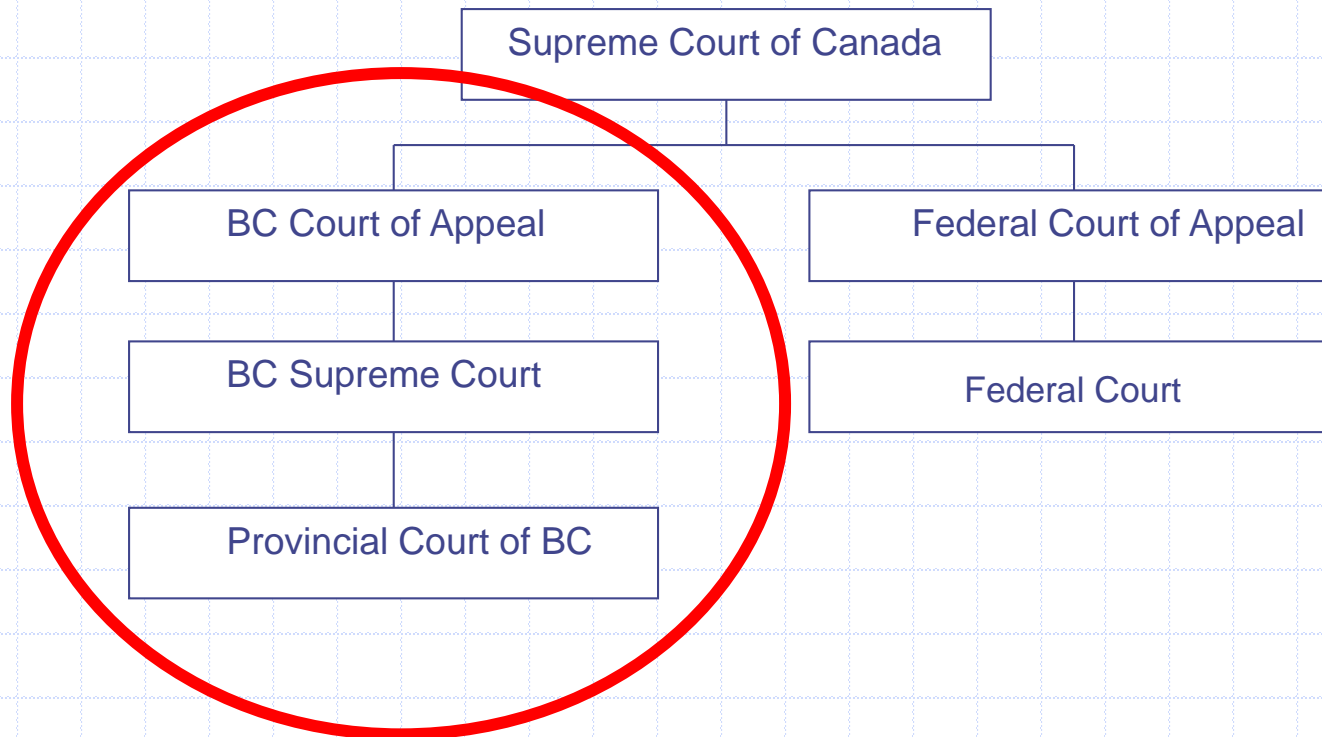 Supreme Court of Canada
BC Court of Appeal
Federal Court of Appeal
BC Supreme Court
Federal Court
Provincial Court of BC